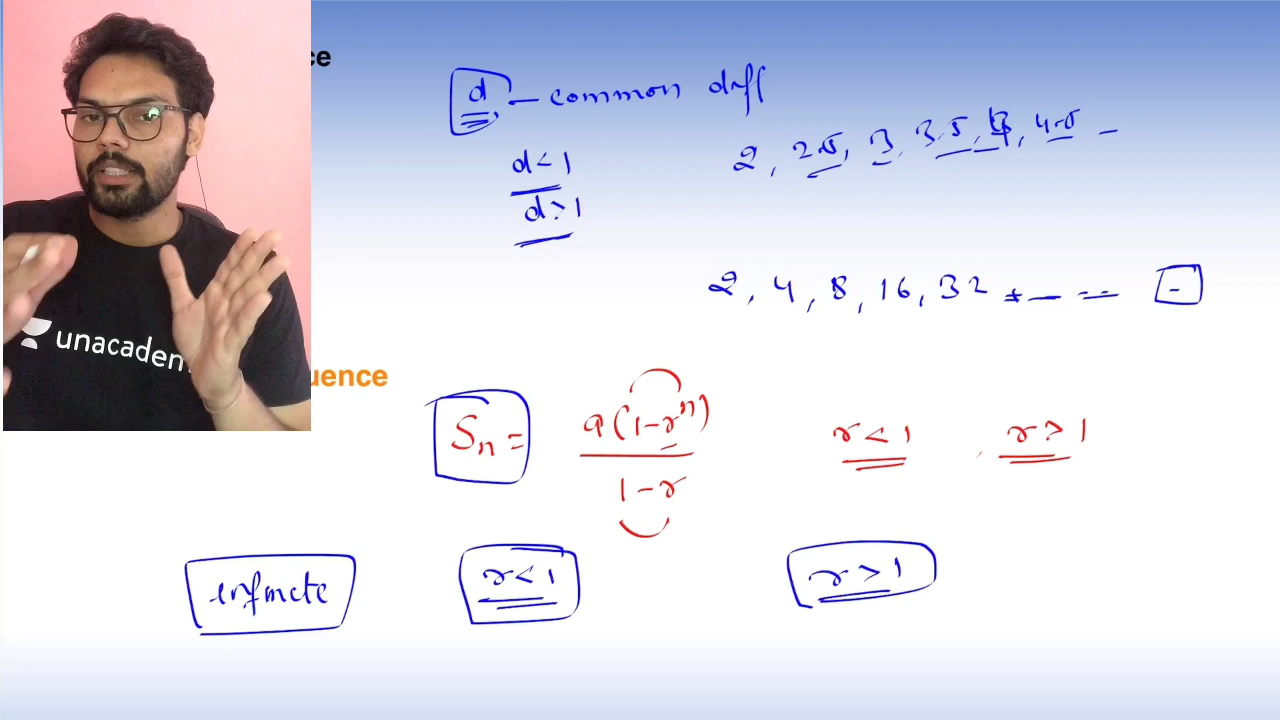 ce
d - common diff
d < 1
d > 1
2, 2.5, 3, 3.5, 4, 4.5 -
2, 4, 8, 16, 32 + - - -
unacadem
uence
Sn = a(1-r^n) / 1-r
r < 1, r > 1
infinite
r < 1
r > 1